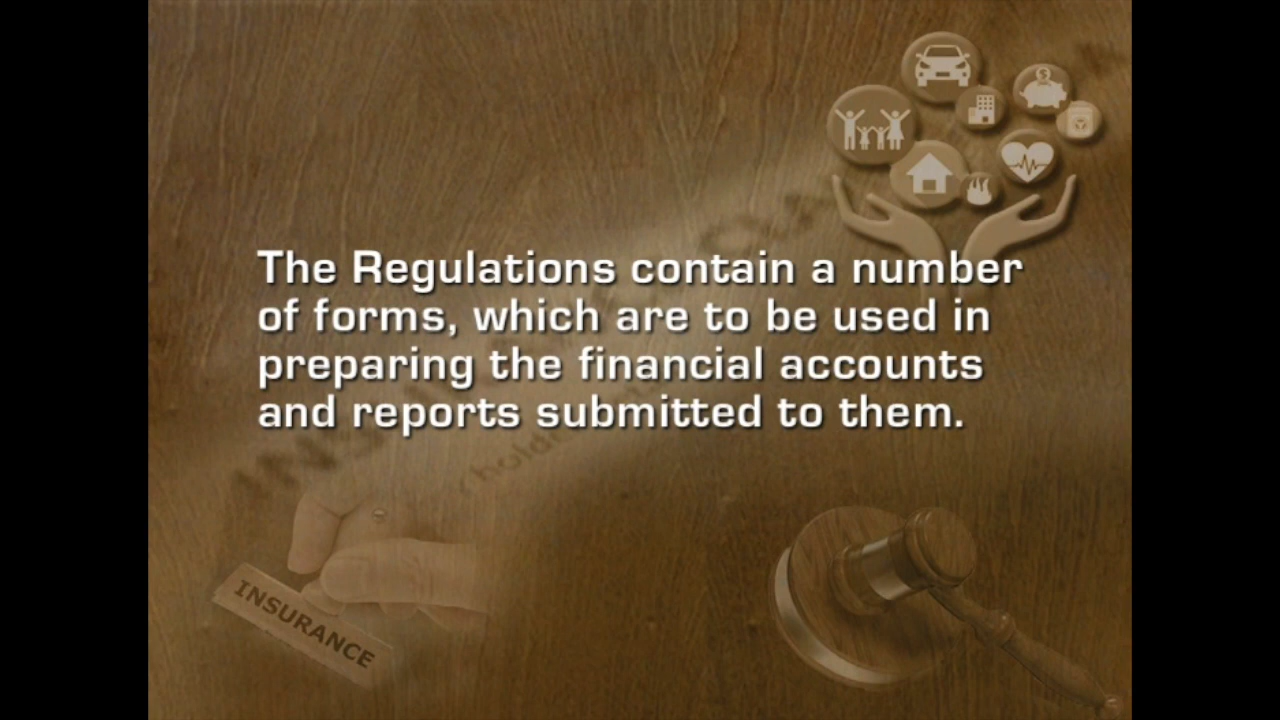 The Regulations contain a number
of forms, which are to be used in
preparing the financial accounts
and reports submitted to them.
INSURANCE